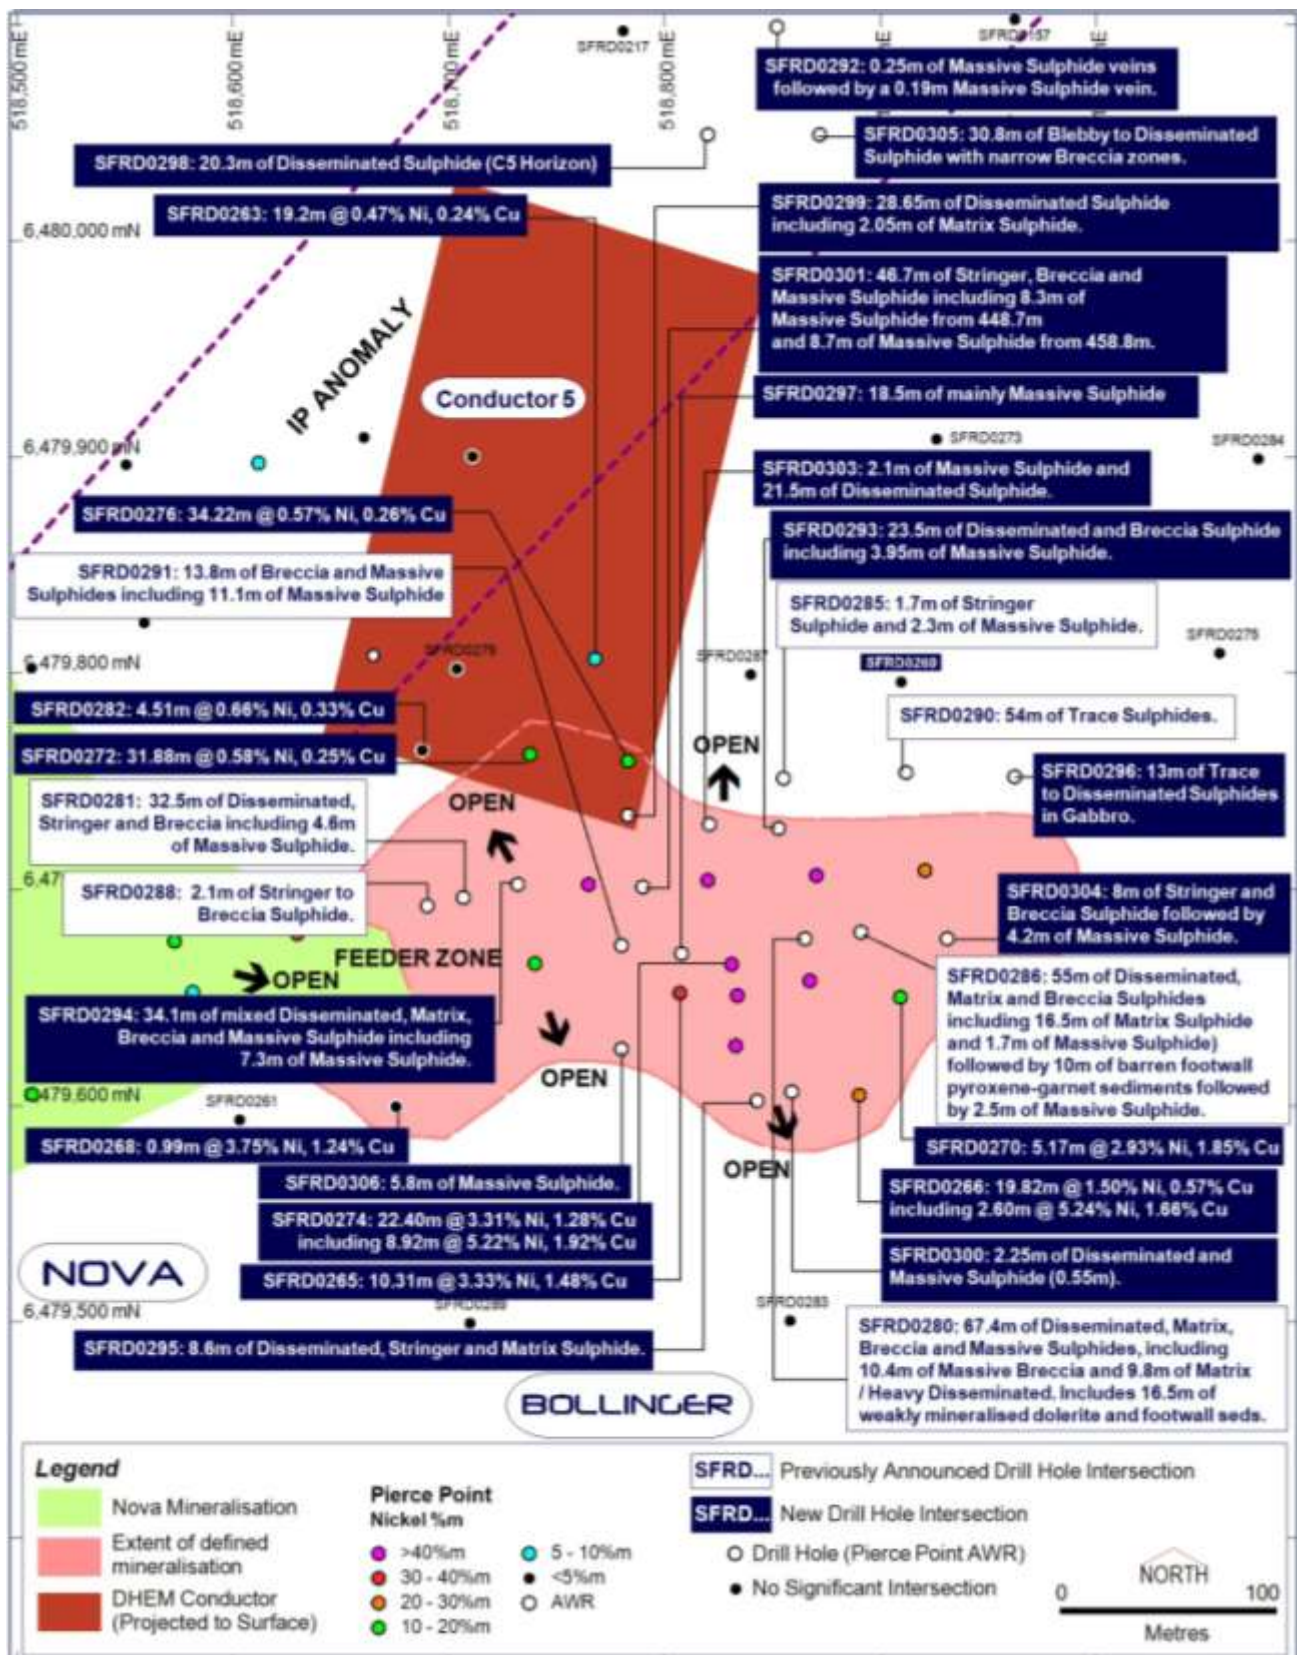 518,500 mE
518,600 mE
518,700 mE
518,800 mE
mE
mE
SFRD0217
SFRD0292: 0.25m of Massive Sulphide veins
followed by a 0.19m Massive Sulphide vein.
SFRD0305: 30.8m of Blebby to Disseminated
Sulphide with narrow Breccia zones.
SFRD0298: 20.3m of Disseminated Sulphide (C5 Horizon)
SFRD0263: 19.2m @ 0.47% Ni, 0.24% Cu
SFRD0299: 28.65m of Disseminated Sulphide
including 2.05m of Matrix Sulphide.
6,480,000 mN
SFRD0301: 46.7m of Stringer, Breccia and
Massive Sulphide including 8.3m of
Massive Sulphide from 448.7m
and 8.7m of Massive Sulphide from 458.8m.
IP ANOMALY
Conductor 5
SFRD0297: 18.5m of mainly Massive Sulphide
6,479,900 mN
SFRD0273
SFRD0284
SFRD0303: 2.1m of Massive Sulphide and
21.5m of Disseminated Sulphide.
SFRD0276: 34.22m @ 0.57% Ni, 0.26% Cu
SFRD0293: 23.5m of Disseminated and Breccia Sulphide
including 3.95m of Massive Sulphide.
SFRD0291: 13.8m of Breccia and Massive
Sulphides including 11.1m of Massive Sulphide
SFRD0285: 1.7m of Stringer
Sulphide and 2.3m of Massive Sulphide.
SFRD0275
6,479,800 mN
SFRD0279
SFRD0287
SFRD0260
SFRD0282: 4.51m @ 0.66% Ni, 0.33% Cu
SFRD0290: 54m of Trace Sulphides.
SFRD0272: 31.88m @ 0.58% Ni, 0.25% Cu
OPEN
SFRD0296: 13m of Trace
to Disseminated Sulphides
in Gabbro.
SFRD0281: 32.5m of Disseminated,
Stringer and Breccia including 4.6m
of Massive Sulphide.
OPEN
SFRD0288: 2.1m of Stringer to
Breccia Sulphide.
SFRD0304: 8m of Stringer and
Breccia Sulphide followed by
4.2m of Massive Sulphide.
FEEDER ZONE
OPEN
SFRD0286: 55m of Disseminated,
Matrix and Breccia Sulphides
including 16.5m of Matrix Sulphide
and 1.7m of Massive Sulphide)
followed by 10m of barren footwall
pyroxene-garnet sediments followed
by 2.5m of Massive Sulphide.
SFRD0294: 34.1m of mixed Disseminated, Matrix,
Breccia and Massive Sulphide including
7.3m of Massive Sulphide.
OPEN
479,600 mN
SFRD0261
SFRD0268: 0.99m @ 3.75% Ni, 1.24% Cu
OPEN
SFRD0270: 5.17m @ 2.93% Ni, 1.85% Cu
SFRD0306: 5.8m of Massive Sulphide.
SFRD0266: 19.82m @ 1.50% Ni, 0.57% Cu
including 2.60m @ 5.24% Ni, 1.66% Cu
SFRD0274: 22.40m @ 3.31% Ni, 1.28% Cu
including 8.92m @ 5.22% Ni, 1.92% Cu
SFRD0300: 2.25m of Disseminated and
Massive Sulphide (0.55m).
NOVA
SFRD0265: 10.31m @ 3.33% Ni, 1.48% Cu
6,479,500 mN
SFRD0283
SFRD0295: 8.6m of Disseminated, Stringer and Matrix Sulphide.
SFRD0280: 67.4m of Disseminated, Matrix,
Breccia and Massive Sulphides, including
10.4m of Massive Breccia and 9.8m of Matrix
/ Heavy Disseminated. Includes 16.5m of
weakly mineralised dolerite and footwall seds.
BOLLINGER
Legend
Nova Mineralisation
Extent of defined
mineralisation
DHEM Conductor
(Projected to Surface)
Pierce Point
Nickel %m
>40%m
30 - 40%m
20 - 30%m
10 - 20%m
5 - 10%m
<5%m
AWR
SFRD... Previously Announced Drill Hole Intersection
SFRD... New Drill Hole Intersection
Drill Hole (Pierce Point AWR)
No Significant Intersection
NORTH
0 100
Metres